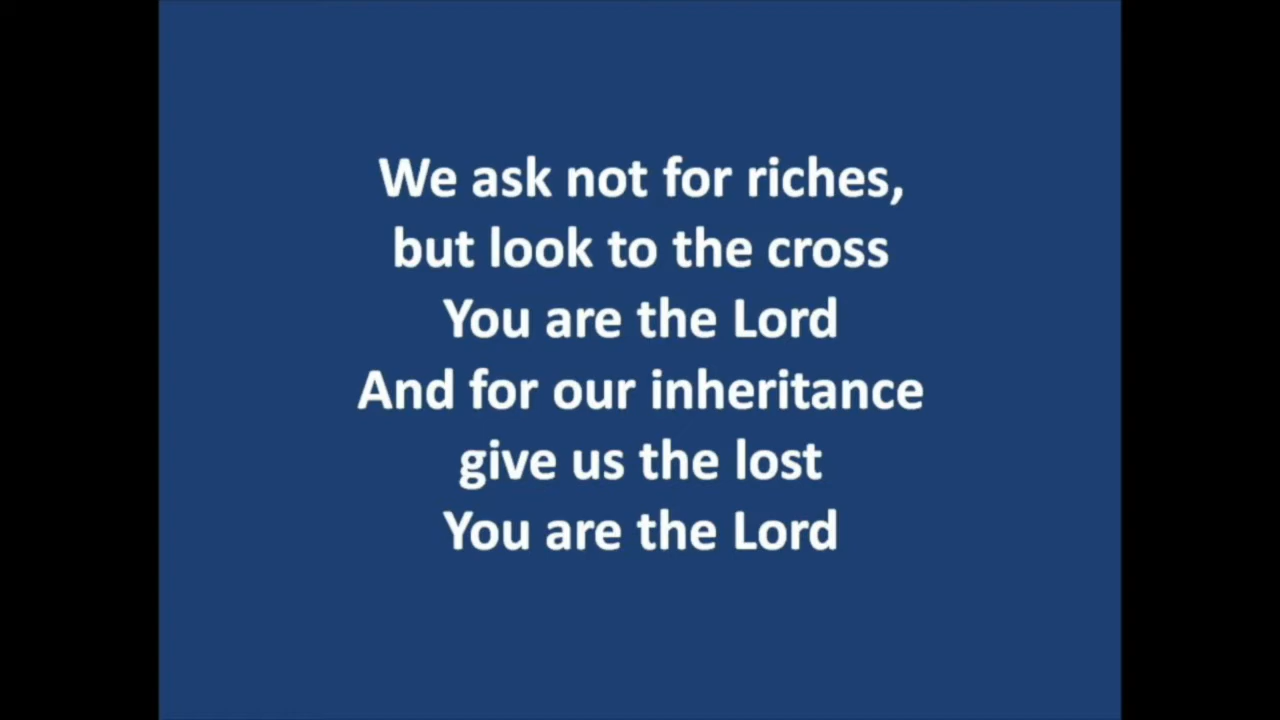 We ask not for riches,
but look to the cross
You are the Lord
And for our inheritance
give us the lost
You are the Lord